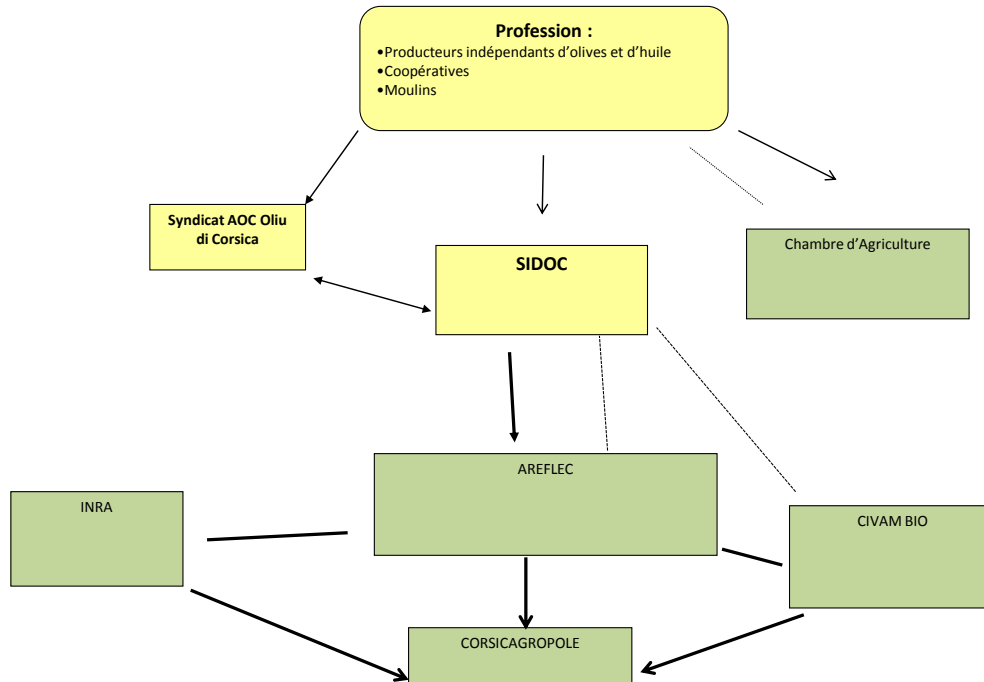 Profession :
•Producteurs indépendants d'olives et d'huile
•Coopératives
•Moulins
Syndicat AOC Oliu
di Corsica
SIDOC
Chambre d'Agriculture
AREFLEC
INRA
CIVAM BIO
CORSICAGROPOLE